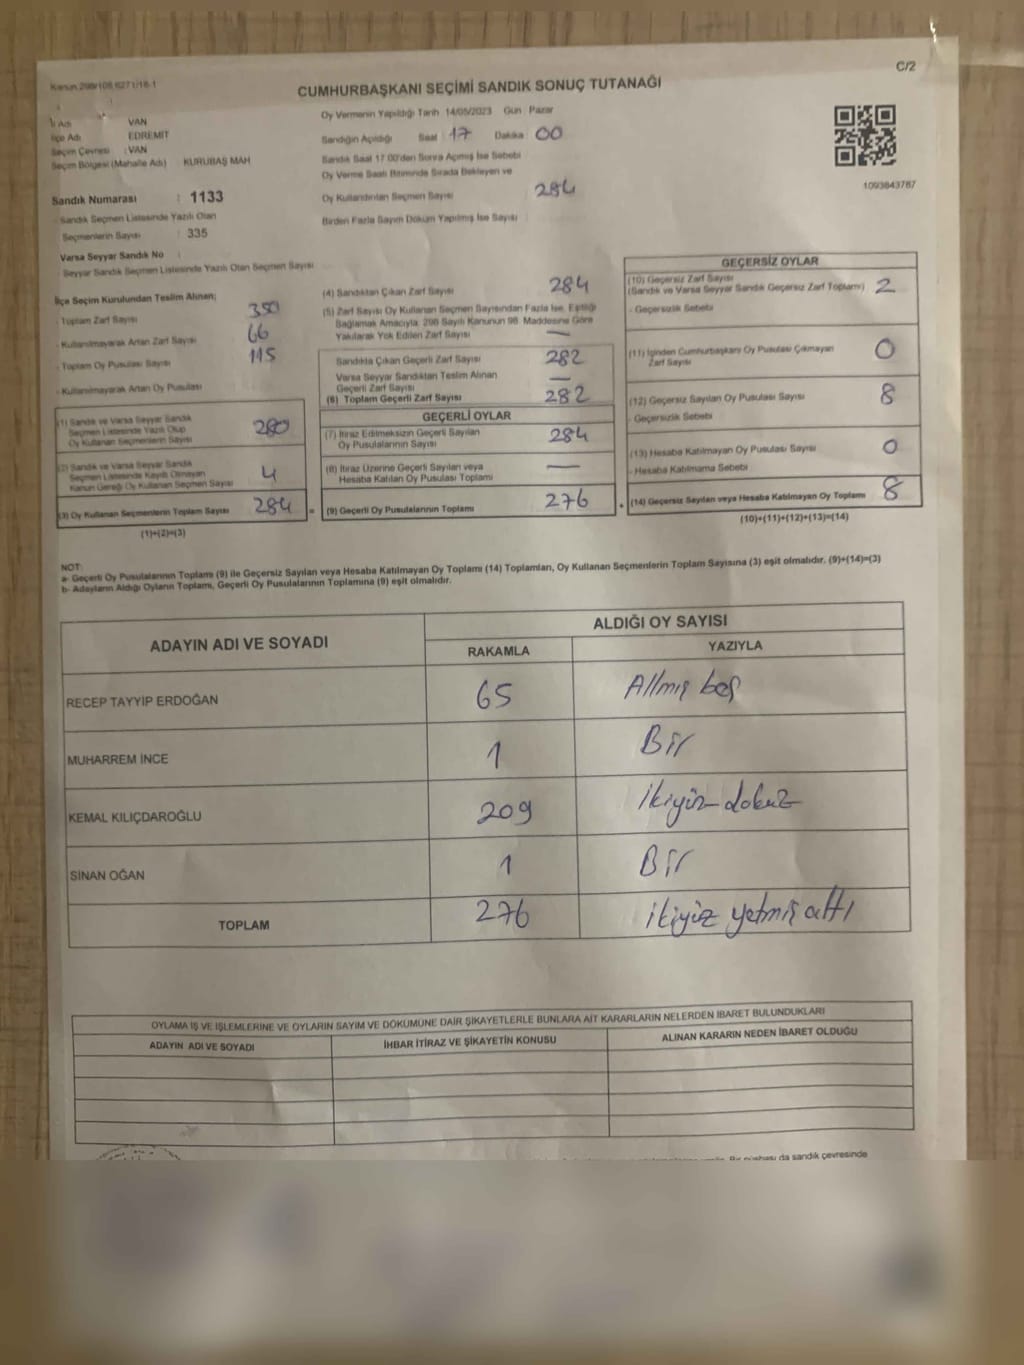 Kanun 298/109,6271/18-1
C/2
CUMHURBAŞKANI SEÇİMİ SANDIK SONUÇ TUTANAĞI
İl Adı VAN
İlçe Adı EDREMİT
Seçim Çevresi : VAN
Seçim Bölgesi (Mahalle Adı) : KURUBAŞ MAH
Sandık Numarası : 1133
- Sandık Seçmen Listesinde Yazılı Olan
Seçmenlerin Sayısı : 335
Varsa Seyyar Sandık No :
- Seyyar Sandık Seçmen Listesinde Yazılı Olan Seçmen Sayısı
Oy Vermenin Yapıldığı Tarih 14/05/2023 Gün Pazar
Sandığın Açıldığı Saat 17 Dakika 00
Sandık Saat 17.00'den Sonra Açılmış İse Sebebi
Oy Verme Saati Bitiminde Sırada Bekleyen ve
Oy Kullandırılan Seçmen Sayısı 284
Birden Fazla Sayım Döküm Yapılmış İse Sayısı
1093843787
İlçe Seçim Kurulundan Teslim Alınan;
- Toplam Zarf Sayısı 350
- Kullanılmayarak Artan Zarf Sayısı 66
- Toplam Oy Pusulası Sayısı 115
- Kullanılmayarak Artan Oy Pusulası
(1) Sandık ve Varsa Seyyar Sandık
Seçmen Listesinde Yazılı Olup
Oy Kullanan Seçmenlerin Sayısı 280
(2) Sandık ve Varsa Seyyar Sandık
Seçmen Listesinde Kayıtlı Olmayan
Kanun Gereği Oy Kullanan Seçmen Sayısı 4
(3) Oy Kullanan Seçmenlerin Toplam Sayısı 284 =
(1)+(2)=(3)
(4) Sandıktan Çıkan Zarf Sayısı 284
(5) Zarf Sayısı Oy Kullanan Seçmen Sayısından Fazla İse, Eşitliği
Sağlamak Amacıyla, 298 Sayılı Kanunun 98. Maddesine Göre
Yakılarak Yok Edilen Zarf Sayısı —
Sandıkta Çıkan Geçerli Zarf Sayısı 282
Varsa Seyyar Sandıktan Teslim Alınan
Geçerli Zarf Sayısı —
(6) Toplam Geçerli Zarf Sayısı 282
GEÇERLİ OYLAR
(7) İtiraz Edilmeksizin Geçerli Sayılan
Oy Pusulalarının Sayısı 284
(8) İtiraz Üzerine Geçerli Sayılan veya
Hesaba Katılan Oy Pusulası Toplamı —
(9) Geçerli Oy Pusulalarının Toplamı 276 +
GEÇERSİZ OYLAR
(10) Geçersiz Zarf Sayısı
(Sandık ve Varsa Seyyar Sandık Geçersiz Zarf Toplamı) 2
- Geçersizlik Sebebi
(11) İçinden Cumhurbaşkanı Oy Pusulası Çıkmayan
Zarf Sayısı 0
(12) Geçersiz Sayılan Oy Pusulası Sayısı 8
- Geçersizlik Sebebi
(13) Hesaba Katılmayan Oy Pusulası Sayısı 0
- Hesaba Katılmama Sebebi
(14) Geçersiz Sayılan veya Hesaba Katılmayan Oy Toplamı 8
(10)+(11)+(12)+(13)=(14)
NOT:
a- Geçerli Oy Pusulalarının Toplamı (9) ile Geçersiz Sayılan veya Hesaba Katılmayan Oy Toplamı (14) Toplamları, Oy Kullanan Seçmenlerin Toplam Sayısına (3) eşit olmalıdır. (9)+(14)=(3)
b- Adayların Aldığı Oyların Toplamı, Geçerli Oy Pusulalarının Toplamına (9) eşit olmalıdır.
ADAYIN ADI VE SOYADI ALDIĞI OY SAYISI
RAKAMLA YAZIYLA
RECEP TAYYİP ERDOĞAN 65 Altmış beş
MUHARREM İNCE 1 Bir
KEMAL KILIÇDAROĞLU 209 İkiyüz dokuz
SİNAN OĞAN 1 Bir
TOPLAM 276 ikiyüz yetmiş altı
OYLAMA İŞ VE İŞLEMLERİNE VE OYLARIN SAYIM VE DÖKÜMÜNE DAİR ŞİKAYETLERLE BUNLARA AİT KARARLARIN NELERDEN İBARET BULUNDUKLARI
ADAYIN ADI VE SOYADI İHBAR İTİRAZ VE ŞİKAYETİN KONUSU ALINAN KARARIN NEDEN İBARET OLDUĞU
Bir nüshası da sandık çevresinde